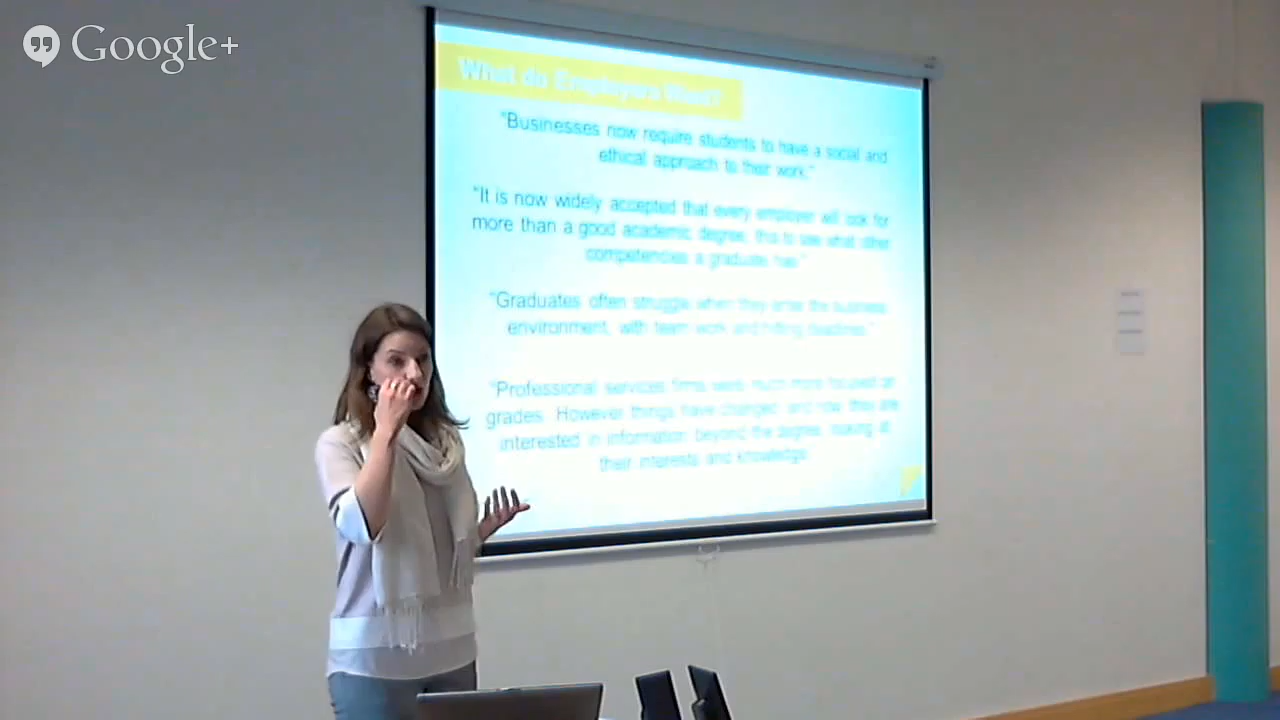 Google+
What do Employers Want?
"Businesses now require students to have a social and
ethical approach to their work."
"It is now widely accepted that every employer will look for
more than a good academic degree, this to see what other
competencies a graduate has."
"Graduates often struggle when they enter the business
environment, with team work and hitting deadlines."
"Professional services firms were much more focused on
grades. However things have changed and now they are
interested in information beyond the degree, looking at
their interests and knowledge.